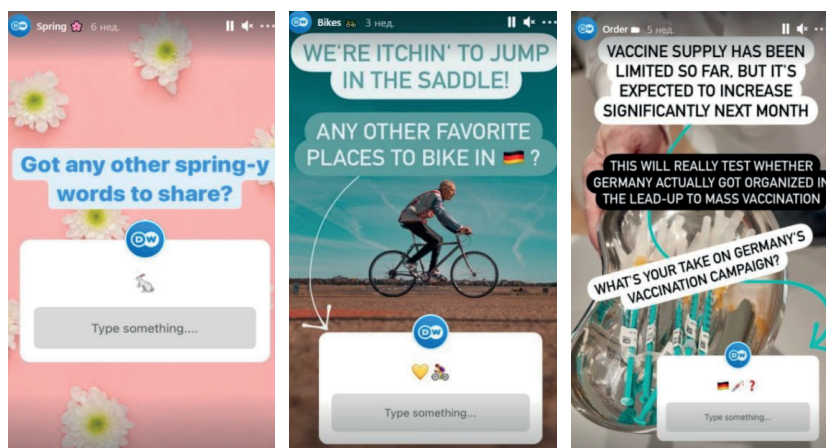 DW Spring 🌸 6 нед.
Got any other spring-y
words to share?
DW
🐇
Type something....
DW Bikes 🚲 3 нед.
WE'RE ITCHIN' TO JUMP
IN THE SADDLE!
ANY OTHER FAVORITE
PLACES TO BIKE IN 🇩🇪 ?
DW
💛🚴
Type something...
DW Order 5 нед.
VACCINE SUPPLY HAS BEEN
LIMITED SO FAR, BUT IT'S
EXPECTED TO INCREASE
SIGNIFICANTLY NEXT MONTH
THIS WILL REALLY TEST WHETHER
GERMANY ACTUALLY GOT ORGANIZED IN
THE LEAD-UP TO MASS VACCINATION
WHAT'S YOUR TAKE ON GERMANY'S
VACCINATION CAMPAIGN?
DW
🇩🇪💉❓
Type something...